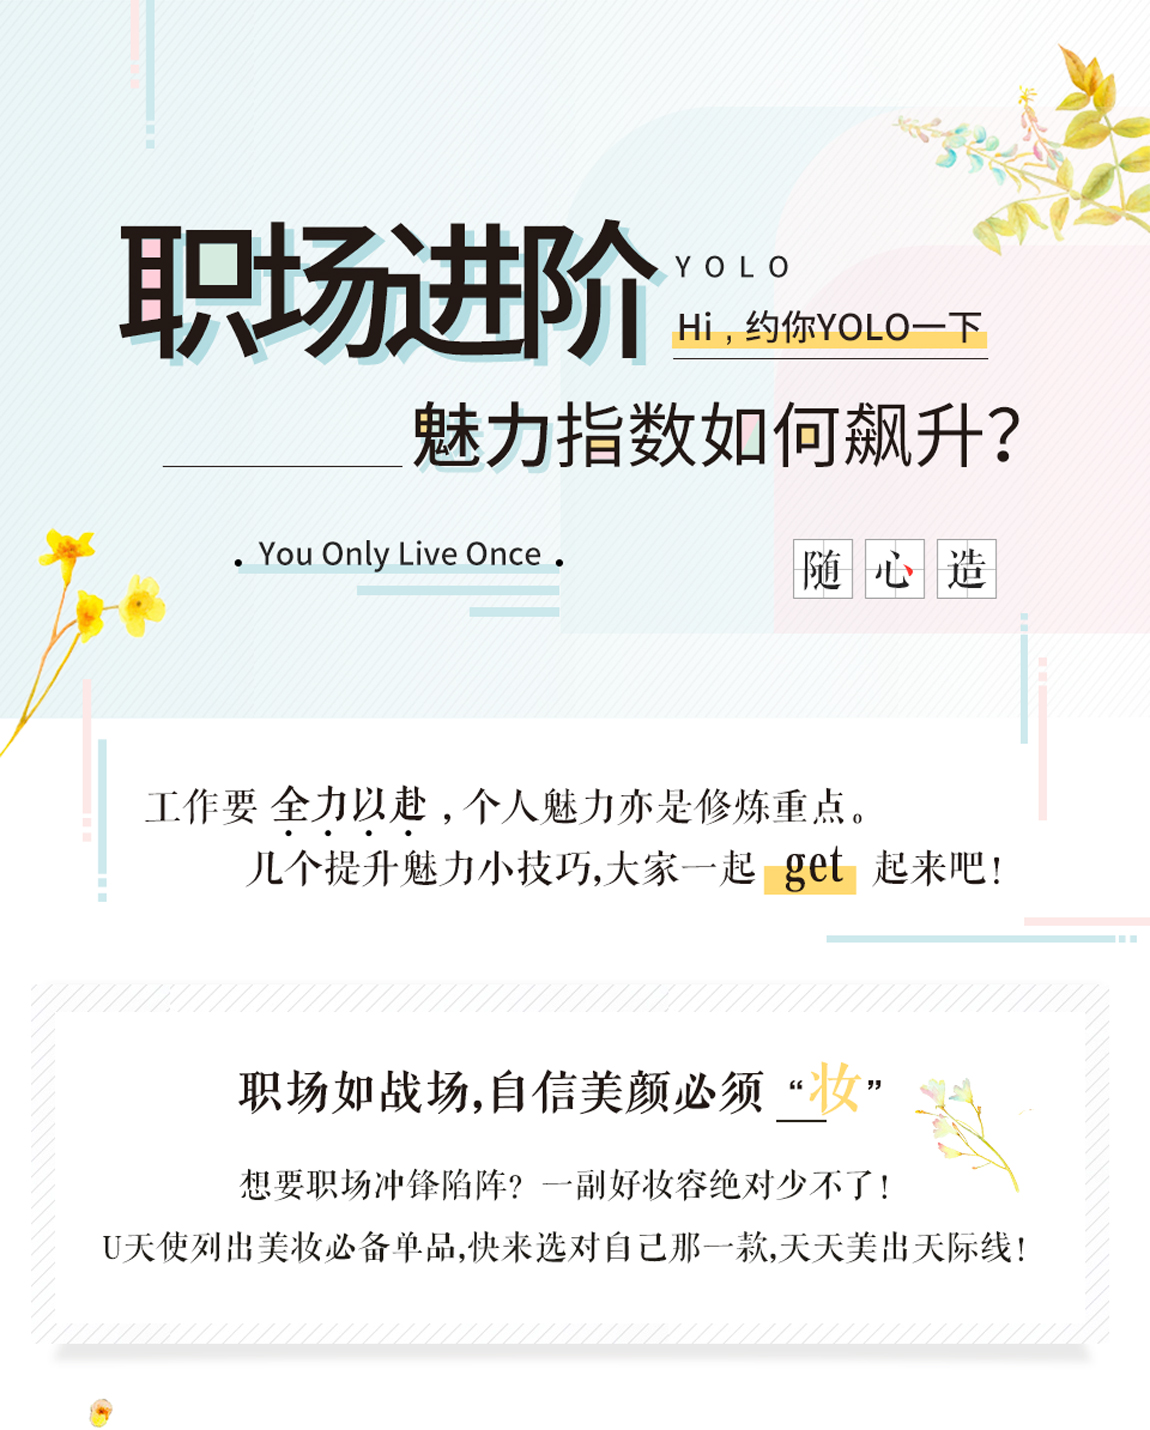 职场进阶
YOLO
Hi，约你YOLO一下
魅力指数如何飙升？
You Only Live Once
随心造
工作要 全力以赴，个人魅力亦是修炼重点。
几个提升魅力小技巧,大家一起 get 起来吧！
职场如战场,自信美颜必须“妆”
想要职场冲锋陷阵？一副好妆容绝对少不了！
U天使列出美妆必备单品,快来选对自己那一款,天天美出天际线！